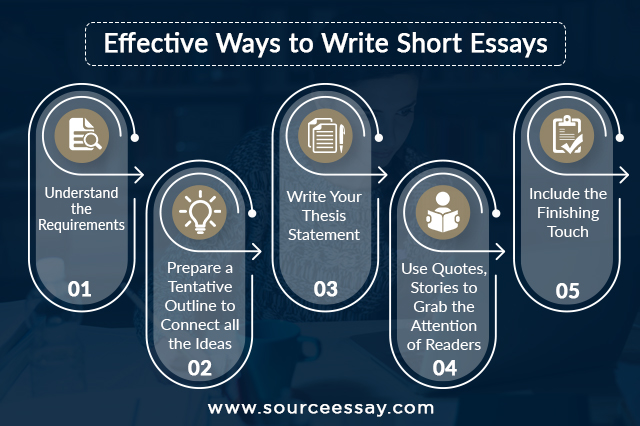 Effective Ways to Write Short Essays
Understand
the
Requirements
01
Prepare a
Tentative
Outline to
Connect all
the Ideas
02
Write Your
Thesis
Statement
03
Use Quotes,
Stories to
Grab the
Attention
of Readers
04
Include the
Finishing
Touch
05
www.sourceessay.com